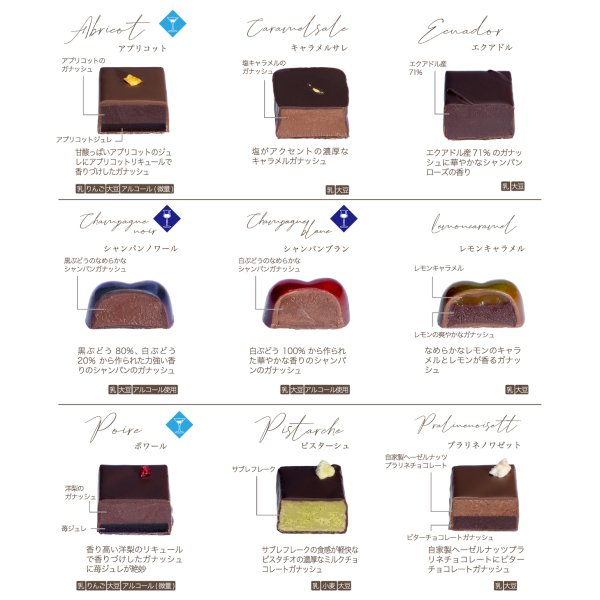 Abricot
アプリコット
アプリコットの
ガナッシュ
アプリコットジュレ
甘酸っぱいアプリコットのジュ
レにアプリコットリキュールで
香りづけしたガナッシュ
乳 りんご 大豆 アルコール(微量)
Caramelsale
キャラメルサレ
塩キャラメルの
ガナッシュ
塩がアクセントの濃厚な
キャラメルガナッシュ
乳 大豆
Ecuador
エクアドル
エクアドル産
71%
エクアドル産71%のガナッ
シュに華やかなシャンパン
ローズの香り
乳 大豆
Champagne
noir
シャンパンノワール
黒ぶどうのなめらかな
シャンパンガナッシュ
黒ぶどう 80%、白ぶどう
20% から作られた力強い香
りのシャンパンのガナッシュ
乳 大豆 アルコール使用
Champagne
blanc
シャンパンブラン
白ぶどうのなめらかな
シャンパンガナッシュ
白ぶどう 100% から作られ
た華やかな香りのシャンパ
ンのガナッシュ
乳 大豆 アルコール使用
Lemoncaramel
レモンキャラメル
レモンキャラメル
レモンの爽やかなガナッシュ
なめらかなレモンのキャラ
メルとレモンが香るガナッ
シュ
乳 大豆
Poire
ポワール
洋梨の
ガナッシュ
苺ジュレ
香り高い洋梨のリキュール
で香りづけしたガナッシュ
に苺ジュレが絶妙
乳 りんご 大豆 アルコール(微量)
Pistarche
ピスターシュ
サブレフレーク
サブレフレークの食感が軽快な
ピスタチオの濃厚なミルクチョ
コレートガナッシュ
乳 小麦 大豆
Pralinenoisett
プラリネノワゼット
自家製ヘーゼルナッツ
プラリネチョコレート
ビターチョコレートガナッシュ
自家製ヘーゼルナッツプラ
リネチョコレートにビターチ
ョコレートガナッシュ
乳 大豆